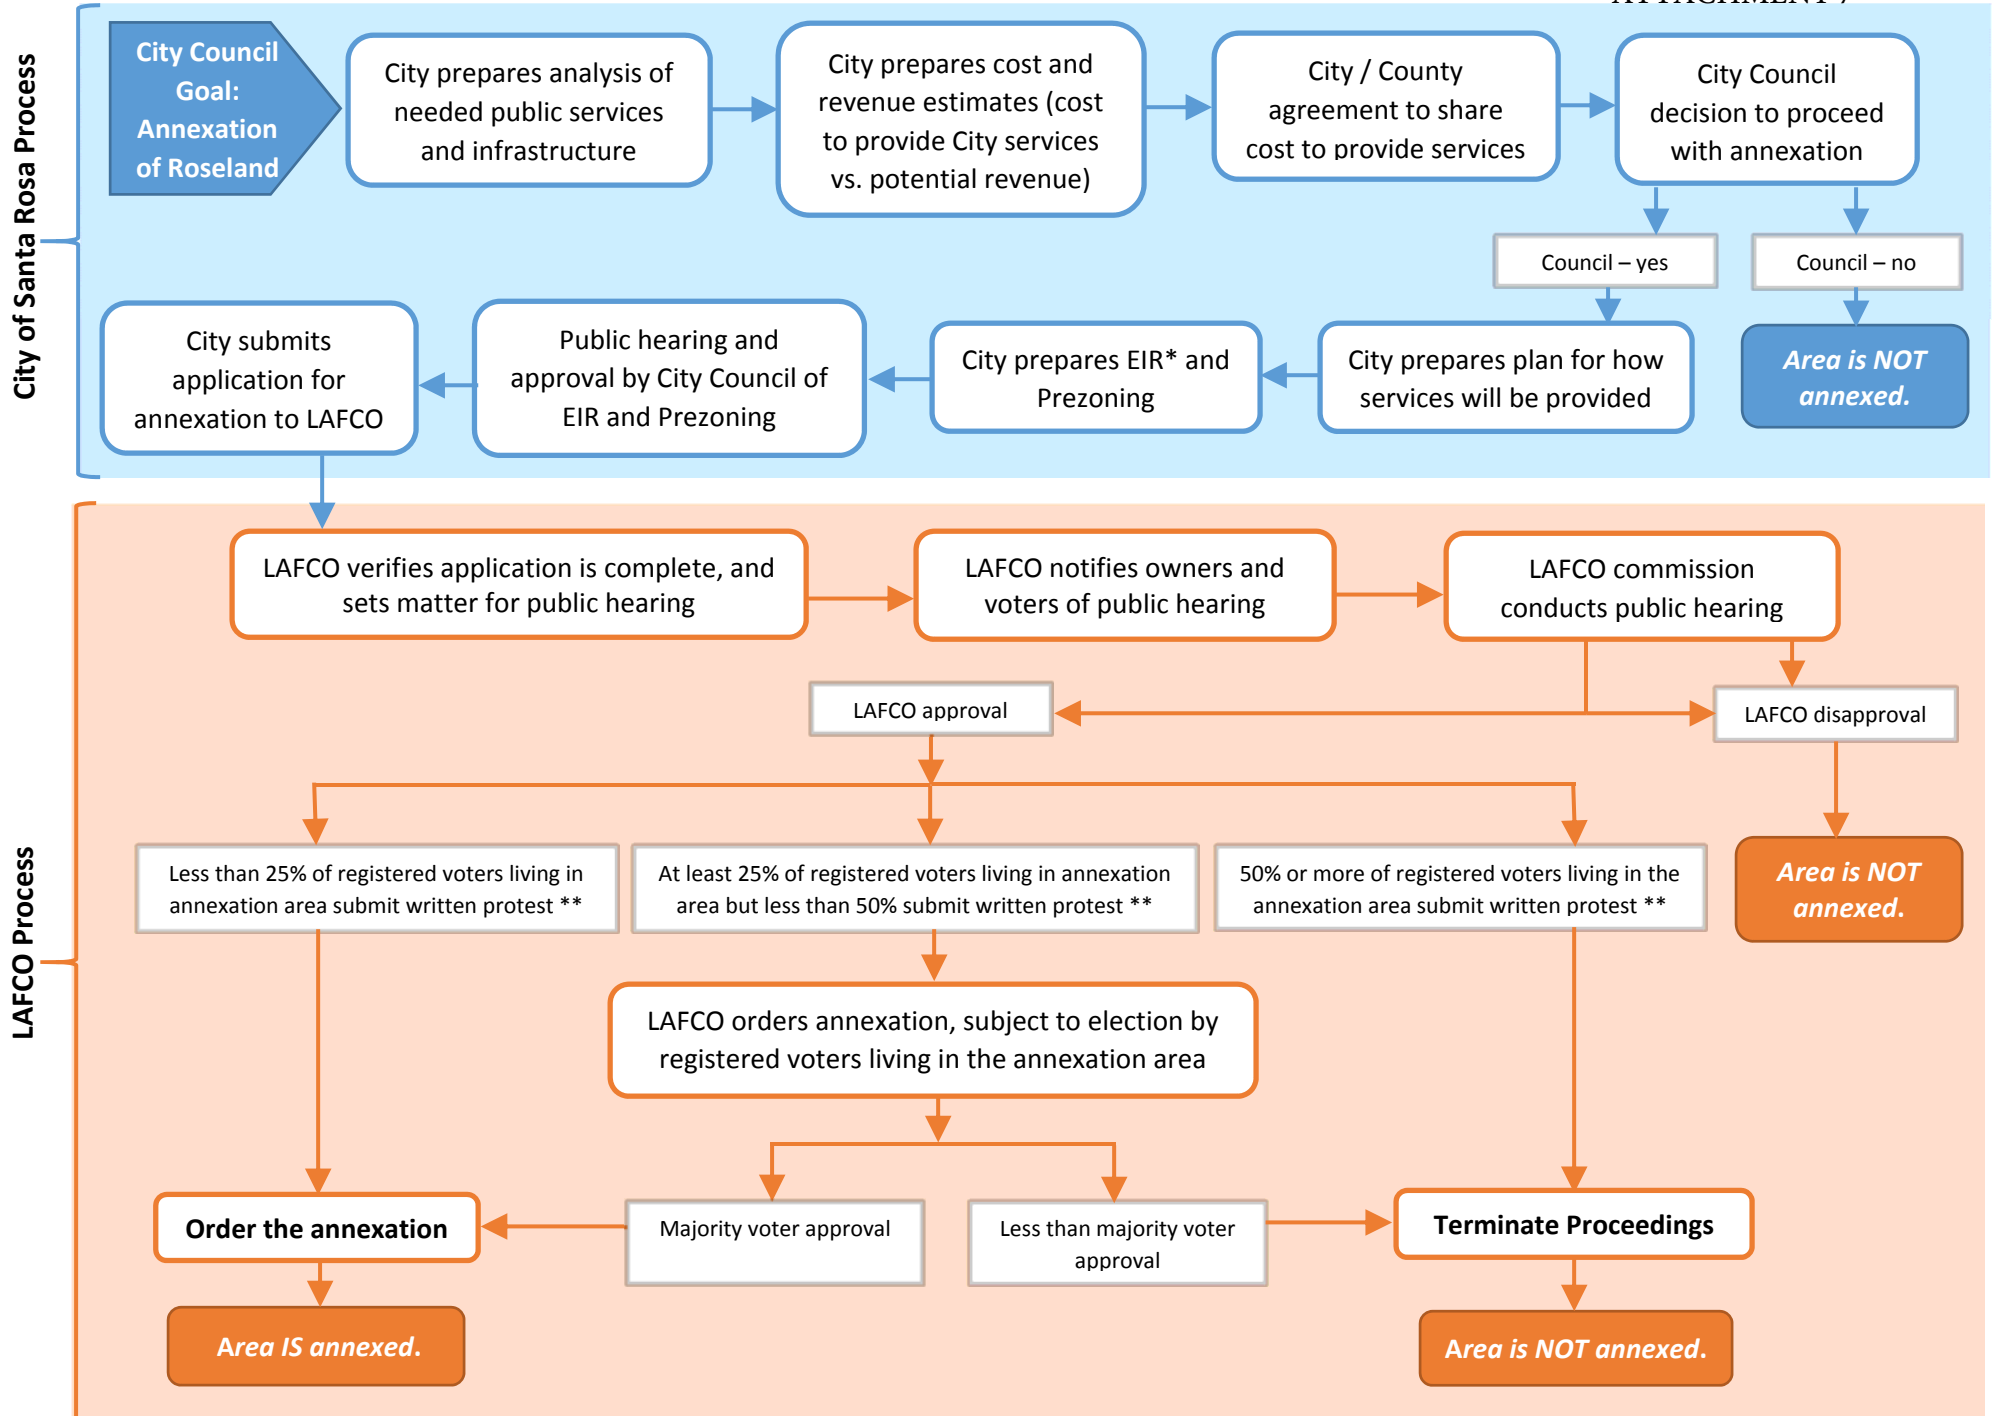 ATTACHMENT 7
City of Santa Rosa Process
City Council
Goal:
Annexation
of Roseland
City prepares analysis of
needed public services
and infrastructure
City prepares cost and
revenue estimates (cost
to provide City services
vs. potential revenue)
City / County
agreement to share
cost to provide services
City Council
decision to proceed
with annexation
Council – yes
Council – no
City submits
application for
annexation to LAFCO
Public hearing and
approval by City Council of
EIR and Prezoning
City prepares EIR* and
Prezoning
City prepares plan for how
services will be provided
Area is NOT
annexed.
LAFCO Process
LAFCO verifies application is complete, and
sets matter for public hearing
LAFCO notifies owners and
voters of public hearing
LAFCO commission
conducts public hearing
LAFCO approval
LAFCO disapproval
Less than 25% of registered voters living in
annexation area submit written protest **
At least 25% of registered voters living in annexation
area but less than 50% submit written protest **
50% or more of registered voters living in the
annexation area submit written protest **
Area is NOT
annexed.
LAFCO orders annexation, subject to election by
registered voters living in the annexation area
Order the annexation
Majority voter approval
Less than majority voter
approval
Terminate Proceedings
Area IS annexed.
Area is NOT annexed.